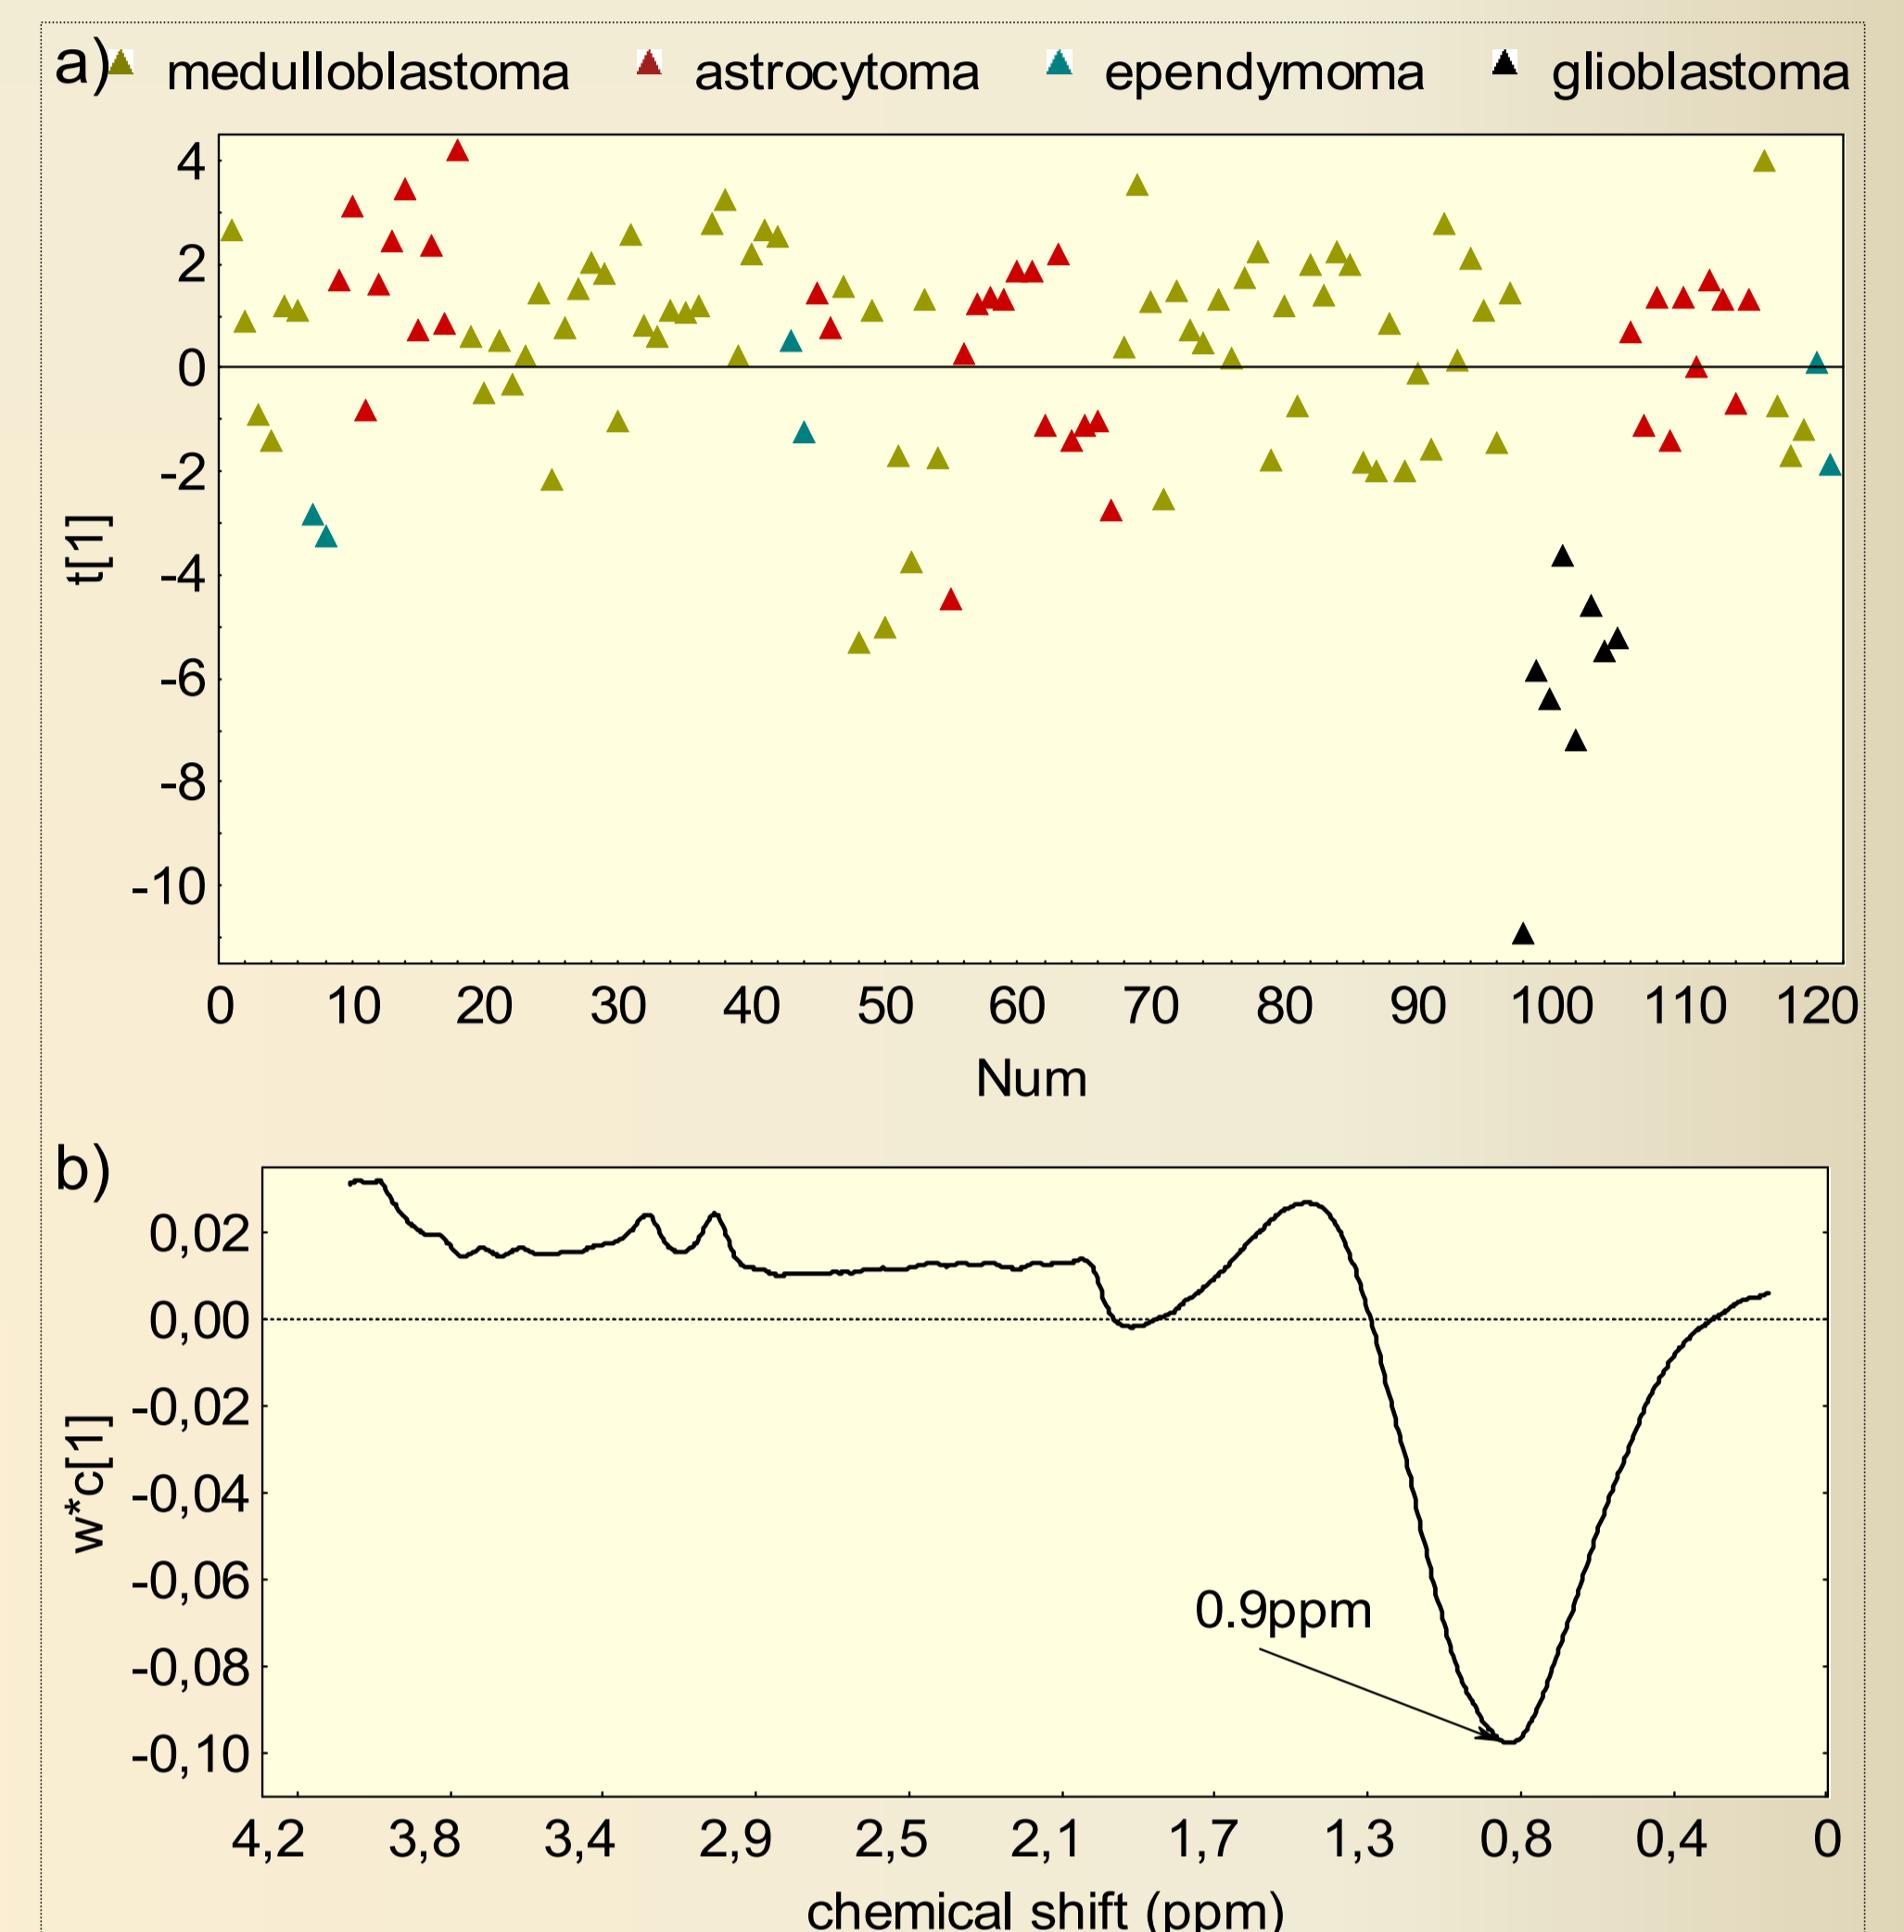 a) medulloblastoma astrocytoma ependymoma glioblastoma
4
2
0
-2
-4
-6
-8
-10
t[1]
0 10 20 30 40 50 60 70 80 90 100 110 120
Num
b)
0,02
0,00
-0,02
-0,04
-0,06
-0,08
-0,10
w*c[1]
0.9ppm
4,2 3,8 3,4 2,9 2,5 2,1 1,7 1,3 0,8 0,4 0
chemical shift (ppm)